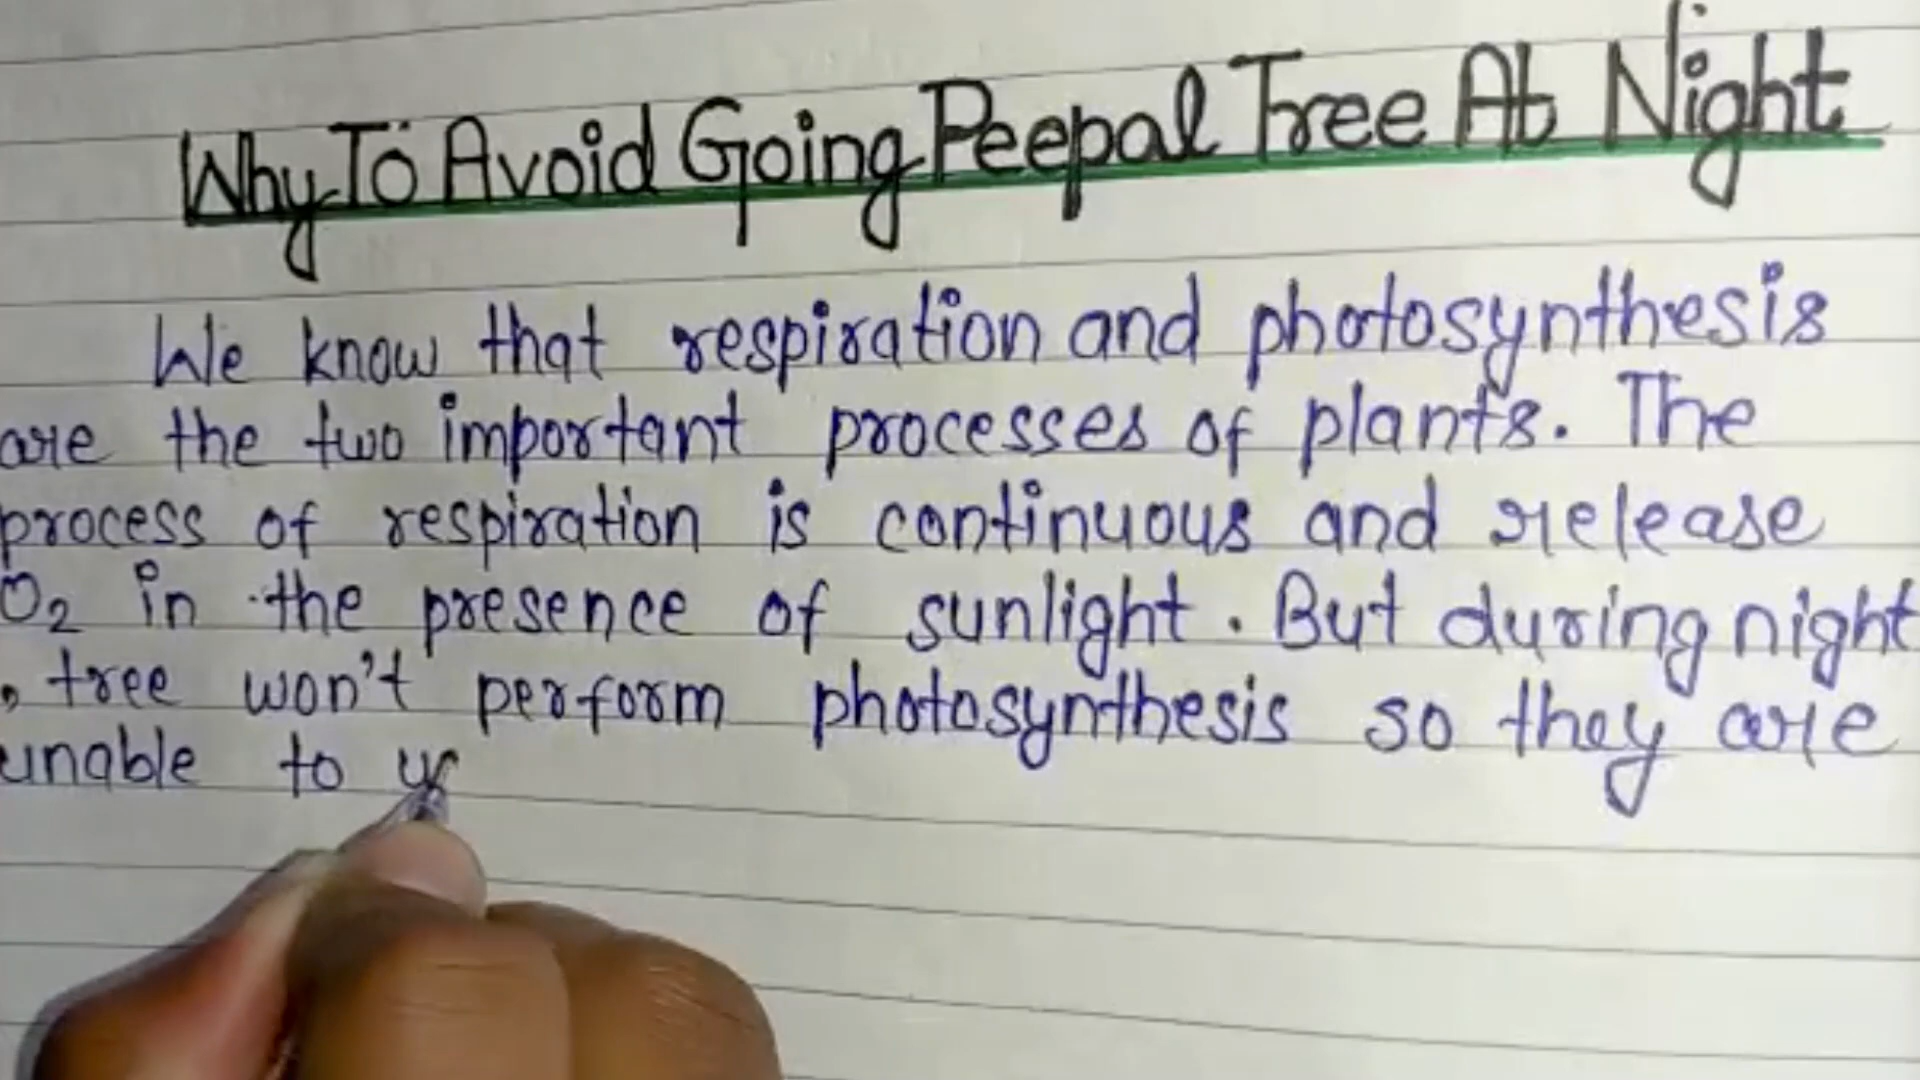 Why To Avoid Going Peepal Tree At Night
We know that respiration and photosynthesis
are the two important processes of plants. The
process of respiration is continuous and release
O2 in the presence of sunlight. But during night
, tree won't perform photosynthesis so they are
unable to